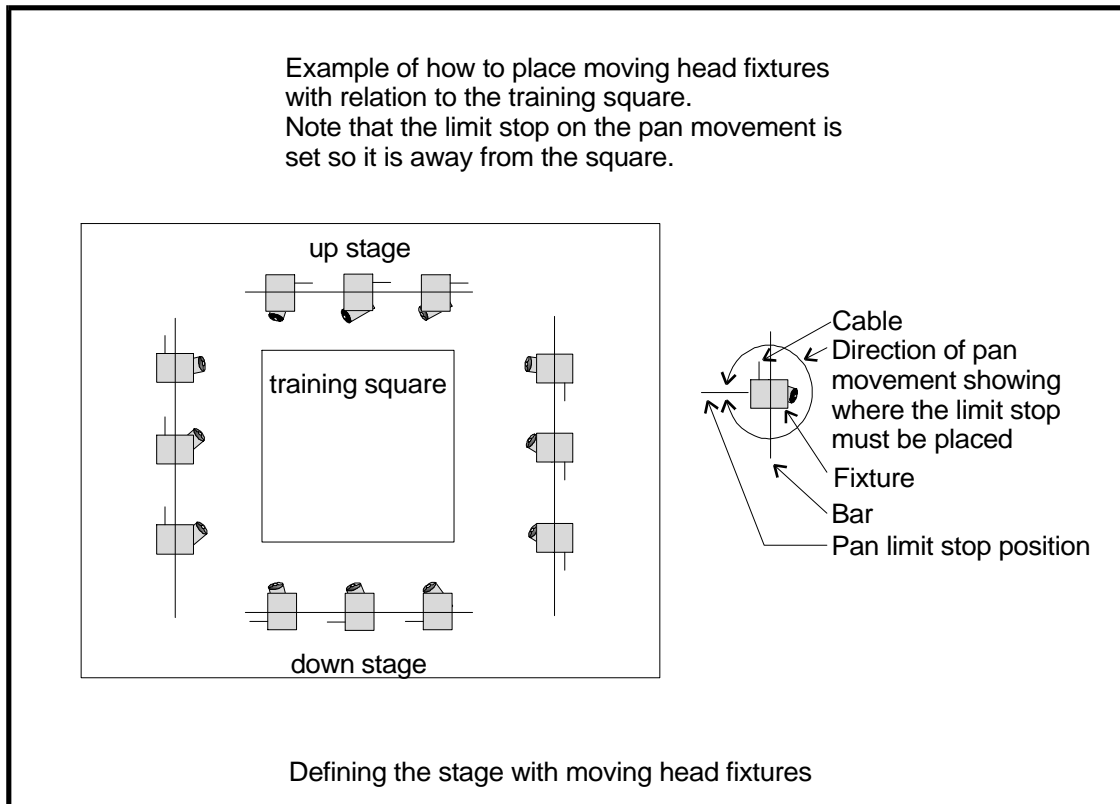 Example of how to place moving head fixtures
with relation to the training square.
Note that the limit stop on the pan movement is
set so it is away from the square.
up stage
training square
down stage
Cable
Direction of pan
movement showing
where the limit stop
must be placed
Fixture
Bar
Pan limit stop position
Defining the stage with moving head fixtures